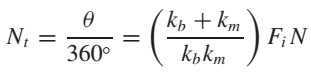 N_t = θ / 360° = ( (k_b + k_m) / (k_b k_m) ) F_i N